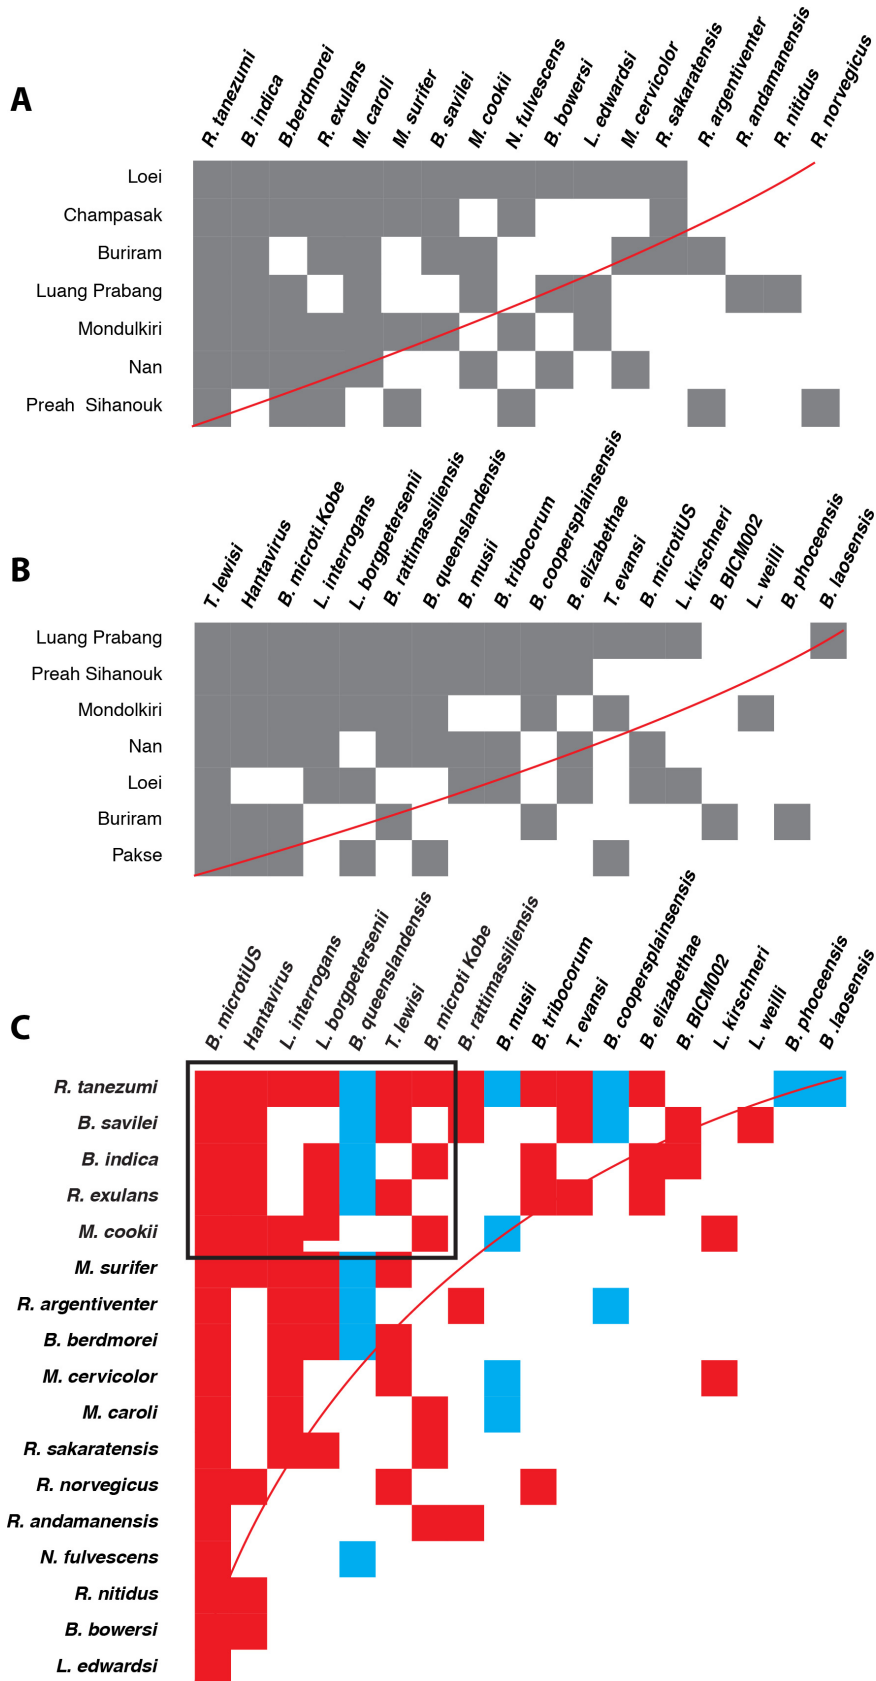 A
R. tanezumi
B. indica
B.berdmorei
R. exulans
M. caroli
M. surifer
B. savilei
M. cookii
N. fulvescens
B. bowersi
L. edwardsi
M. cervicolor
R. sakaratensis
R. argentiventer
R. andamanensis
R. nitidus
R. norvegicus
Loei
Champasak
Buriram
Luang Prabang
Mondulkiri
Nan
Preah Sihanouk
B
T. lewisi
Hantavirus
B. microti.Kobe
L. interrogans
L. borgpetersenii
B. rattimassiliensis
B. queenslandensis
B. musii
B. tribocorum
B. coopersplainsensis
B. elizabethae
T. evansi
B. microtiUS
L. kirschneri
B. BICM002
L. weilli
B. phoceensis
B. laosensis
Luang Prabang
Preah Sihanouk
Mondolkiri
Nan
Loei
Buriram
Pakse
C
B. microtiUS
Hantavirus
L. interrogans
L. borgpetersenii
B. queenslandensis
T. lewisi
B. microti Kobe
B. rattimassiliensis
B. musii
B. tribocorum
T. evansi
B. coopersplainsensis
B. elizabethae
B. BICM002
L. kirschneri
L. weilli
B. phoceensis
B .laosensis
R. tanezumi
B. savilei
B. indica
R. exulans
M. cookii
M. surifer
R. argentiventer
B. berdmorei
M. cervicolor
M. caroli
R. sakaratensis
R. norvegicus
R. andamanensis
N. fulvescens
R. nitidus
B. bowersi
L. edwardsi